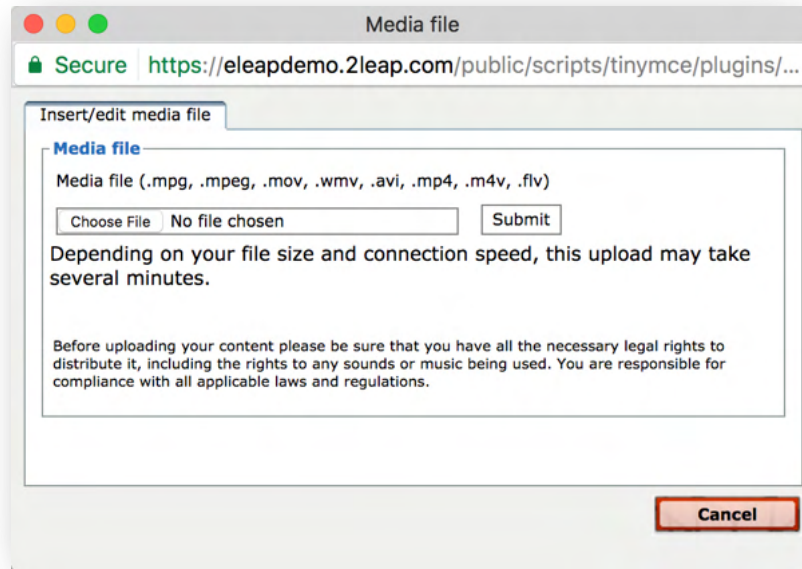 Media file
Secure https://eleapdemo.2leap.com/public/scripts/tinymce/plugins/...
Insert/edit media file
Media file
Media file (.mpg, .mpeg, .mov, .wmv, .avi, .mp4, .m4v, .flv)
Choose File No file chosen Submit
Depending on your file size and connection speed, this upload may take
several minutes.
Before uploading your content please be sure that you have all the necessary legal rights to
distribute it, including the rights to any sounds or music being used. You are responsible for
compliance with all applicable laws and regulations.
Cancel